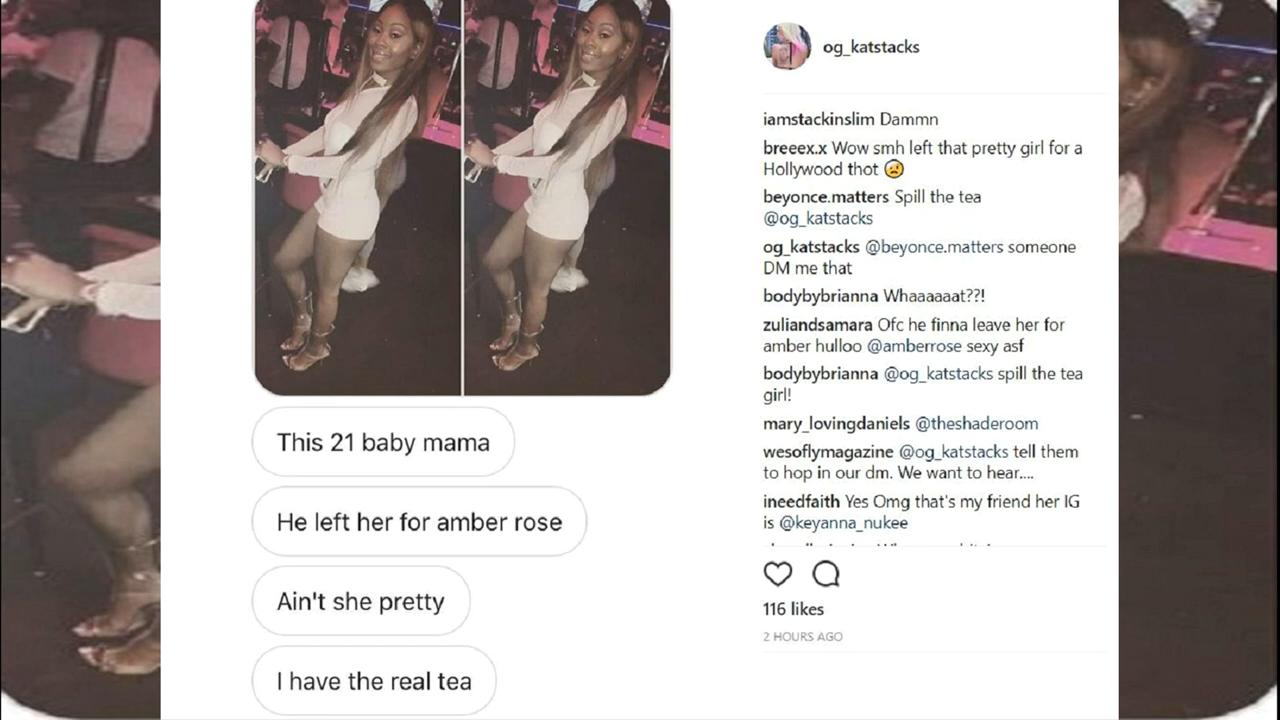 This 21 baby mama
He left her for amber rose
Ain't she pretty
I have the real tea
og_katstacks
iamstackinslim Dammn
breeex.x Wow smh left that pretty girl for a
Hollywood thot 😥
beyonce.matters Spill the tea
@og_katstacks
og_katstacks @beyonce.matters someone
DM me that
bodybybrianna Whaaaaaat??!
zuliandsamara Ofc he finna leave her for
amber hulloo @amberrose sexy asf
bodybybrianna @og_katstacks spill the tea
girl!
mary_lovingdaniels @theshaderoom
wesoflymagazine @og_katstacks tell them
to hop in our dm. We want to hear....
ineedfaith Yes Omg that's my friend her IG
is @keyanna_nukee
116 likes
2 HOURS AGO